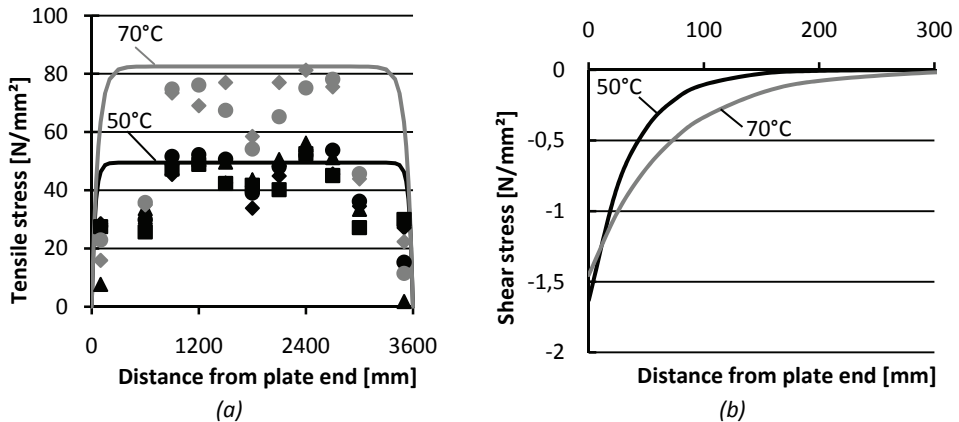 100
80
60
40
20
0
0
1200
2400
3600
Tensile stress [N/mm²]
70°C
50°C
Distance from plate end [mm]
(a)
0
100
200
300
0
-0,5
-1
-1,5
-2
Shear stress [N/mm²]
50°C
70°C
Distance from plate end [mm]
(b)